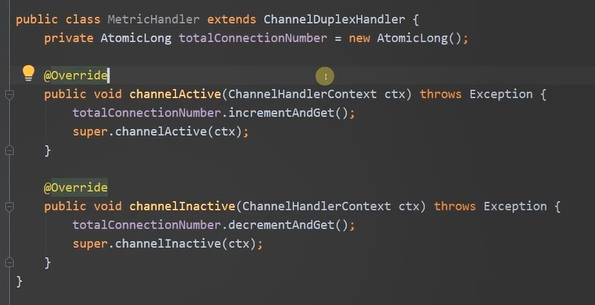 public class MetricHandler extends ChannelDuplexHandler {
    private AtomicLong totalConnectionNumber = new AtomicLong();

    @Override
    public void channelActive(ChannelHandlerContext ctx) throws Exception {
        totalConnectionNumber.incrementAndGet();
        super.channelActive(ctx);
    }

    @Override
    public void channelInactive(ChannelHandlerContext ctx) throws Exception {
        totalConnectionNumber.decrementAndGet();
        super.channelInactive(ctx);
    }
}